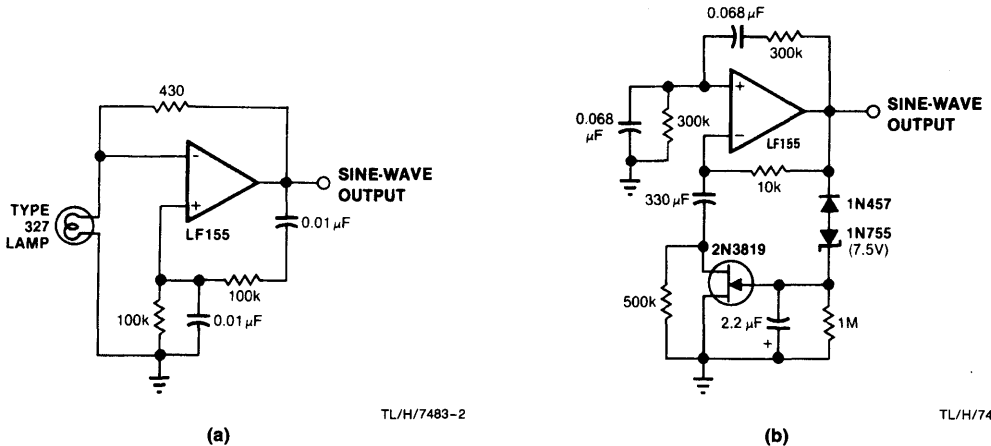 430
-
+
LF155
SINE-WAVE
OUTPUT
0.01 μF
TYPE
327
LAMP
100k
100k
0.01 μF
TL/H/7483-2
(a)
0.068 μF
300k
+
-
LF155
SINE-WAVE
OUTPUT
0.068
μF
300k
10k
330 μF
1N457
1N755
(7.5V)
2N3819
500k
2.2 μF
+
1M
TL/H/74
(b)